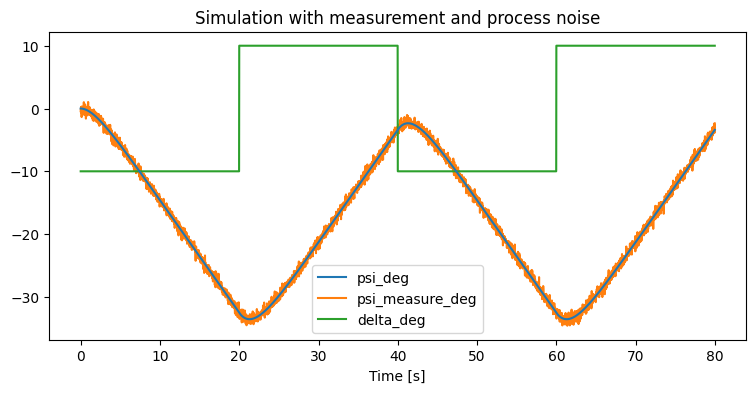 Simulation with measurement and process noise
10
0
−10
−20
−30
psi_deg
psi_measure_deg
delta_deg
0 10 20 30 40 50 60 70 80
Time [s]